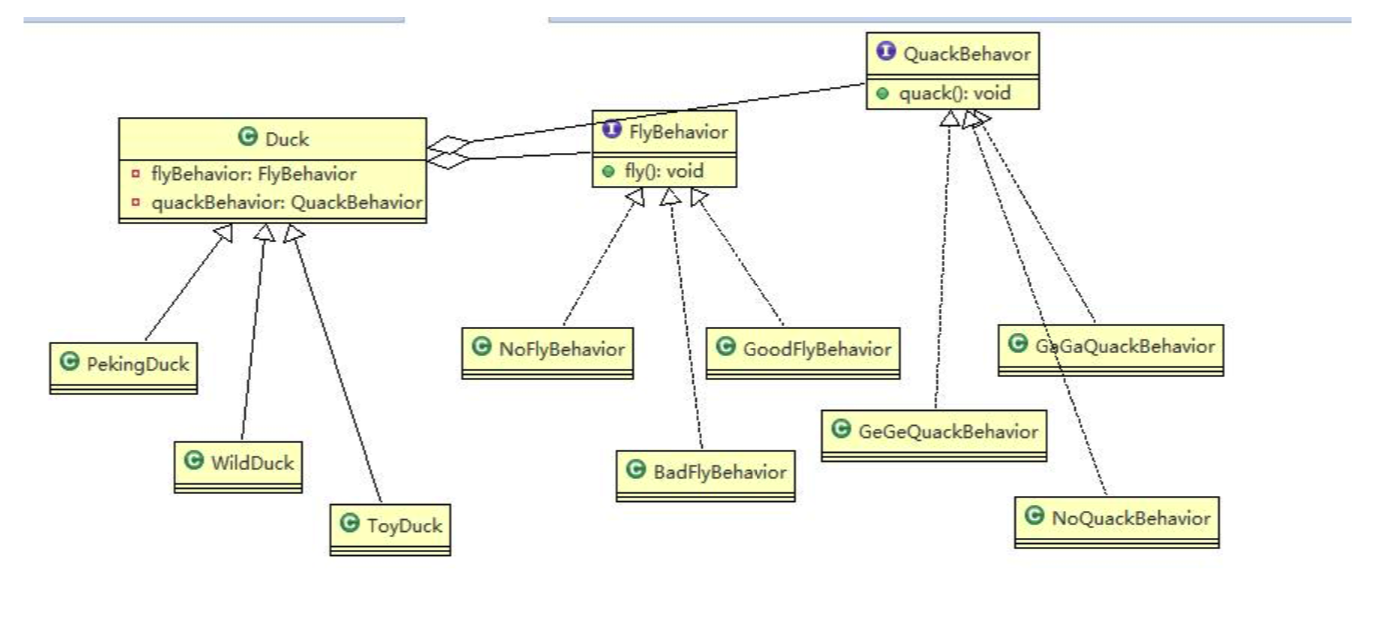 QuackBehavor
quack(): void
FlyBehavior
fly(): void
Duck
flyBehavior: FlyBehavior
quackBehavior: QuackBehavior
PekingDuck
WildDuck
ToyDuck
NoFlyBehavior
GoodFlyBehavior
BadFlyBehavior
GaGaQuackBehavior
GeGeQuackBehavior
NoQuackBehavior